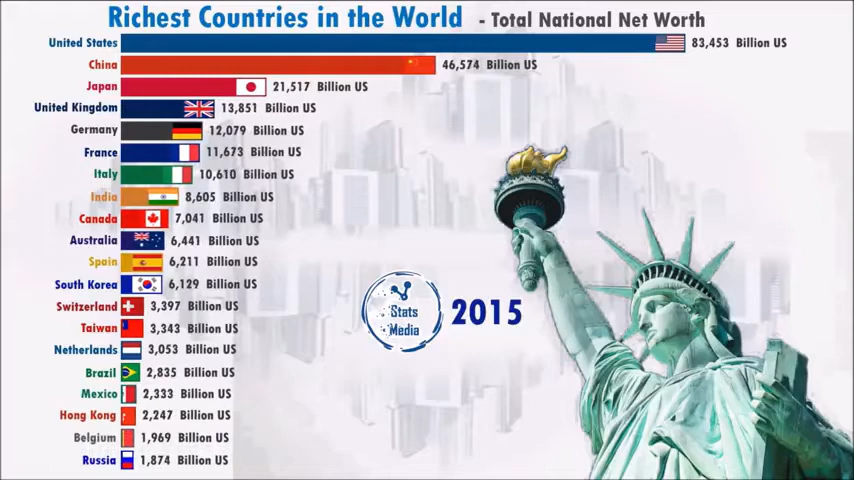 Richest Countries in the World - Total National Net Worth
United States 83,453 Billion US
China 46,574 Billion US
Japan 21,517 Billion US
United Kingdom 13,851 Billion US
Germany 12,079 Billion US
France 11,673 Billion US
Italy 10,610 Billion US
India 8,605 Billion US
Canada 7,041 Billion US
Australia 6,441 Billion US
Spain 6,211 Billion US
South Korea 6,129 Billion US
Switzerland 3,397 Billion US
Stats
Media
2015
Taiwan 3,343 Billion US
Netherlands 3,053 Billion US
Brazil 2,835 Billion US
Mexico 2,333 Billion US
Hong Kong 2,247 Billion US
Belgium 1,969 Billion US
Russia 1,874 Billion US